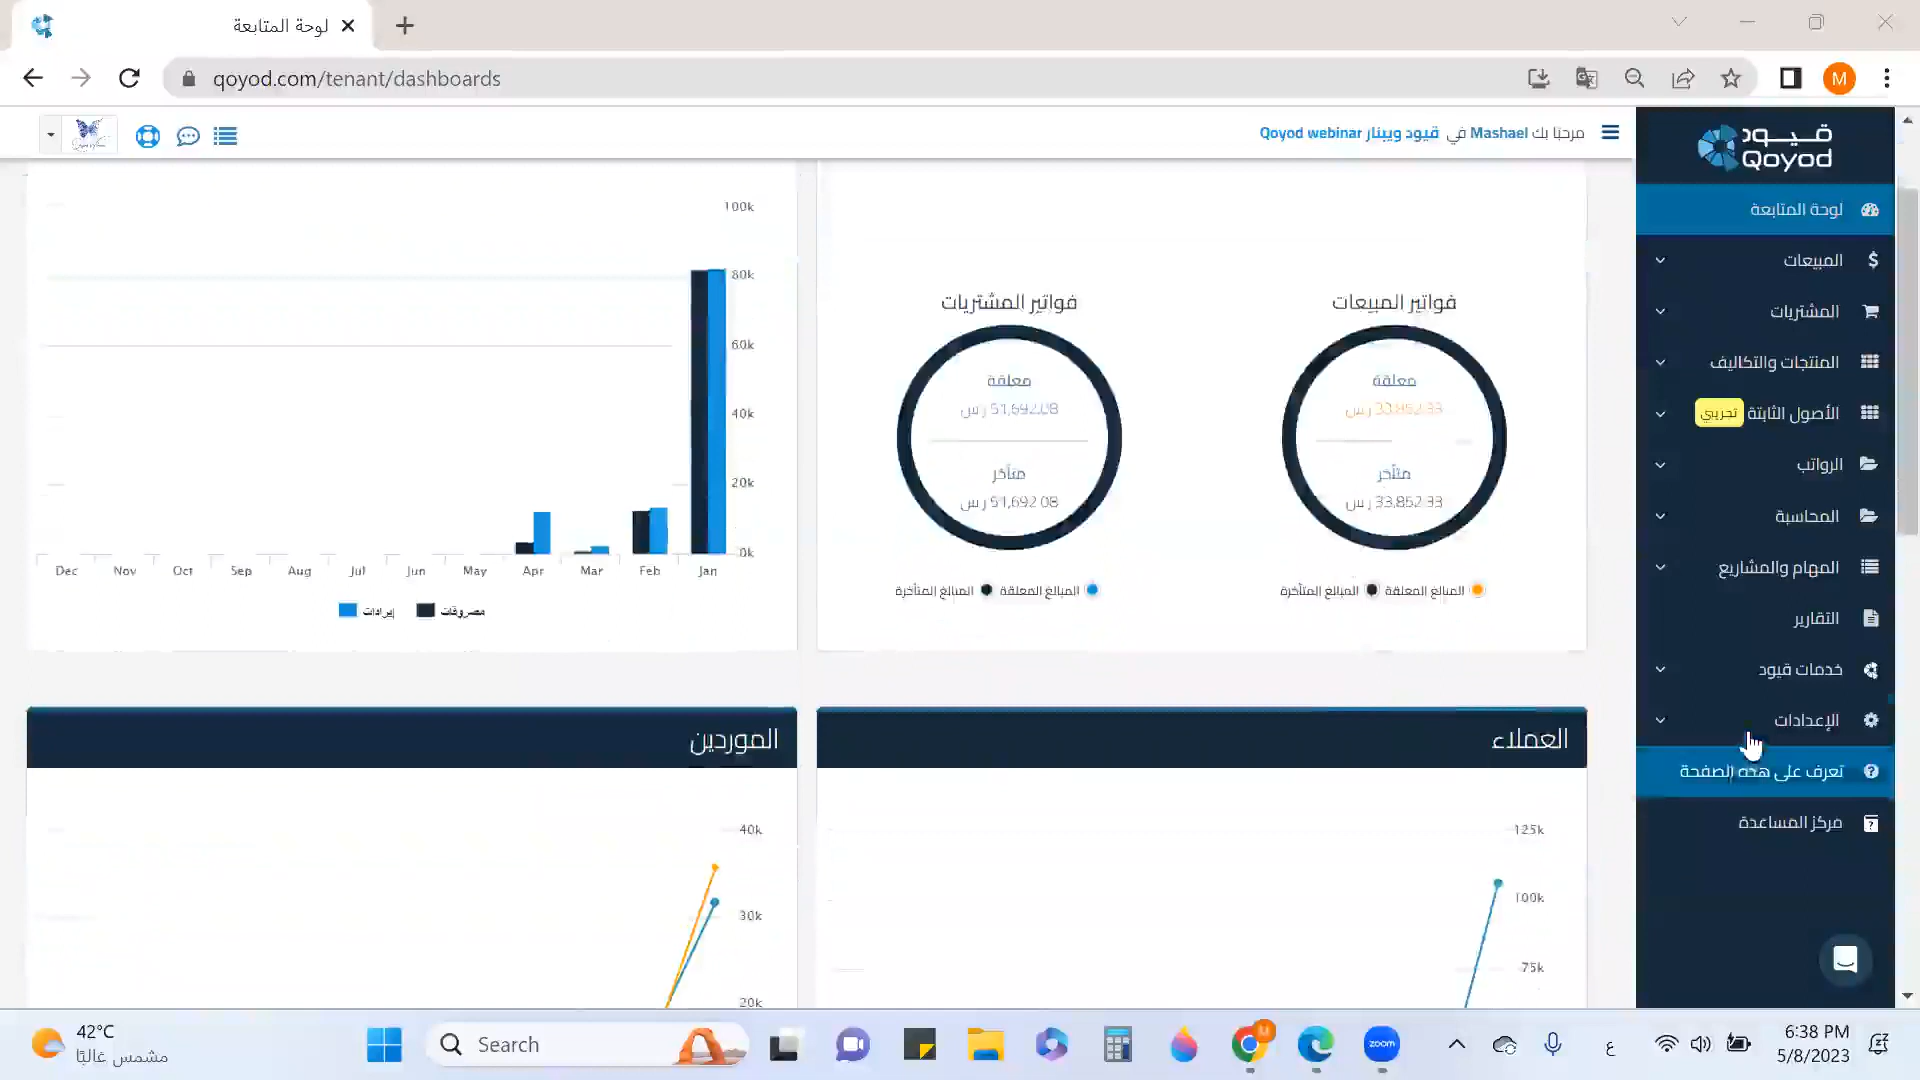 لوحة المتابعة
qoyod.com/tenant/dashboards
M
مرحبًا بك Mashael في قيود ويبنار Qoyod webinar
قيود
Qoyod
لوحة المتابعة
المبيعات
المشتريات
المنتجات والتكاليف
الأصول الثابتة تجريبي
الرواتب
المحاسبة
المهام والمشاريع
التقارير
خدمات قيود
الإعدادات
تعرف على هذه الصفحة
مركز المساعدة
فواتير المبيعات
معلقة
33,852.33 ر.س
متأخر
33,852.33 ر.س
المبالغ المعلقة
المبالغ المتأخرة
فواتير المشتريات
معلقة
51,692.08 ر.س
متأخر
51,692.08 ر.س
المبالغ المعلقة
المبالغ المتأخرة
100k
80k
60k
40k
20k
0k
Dec Nov Oct Sep Aug Jul Jun May Apr Mar Feb Jan
إيرادات مصروفات
العملاء
125k
100k
75k
الموردين
40k
30k
20k
42°C
مشمس غالبًا
Search
zoom
ع
6:38 PM
5/8/2023